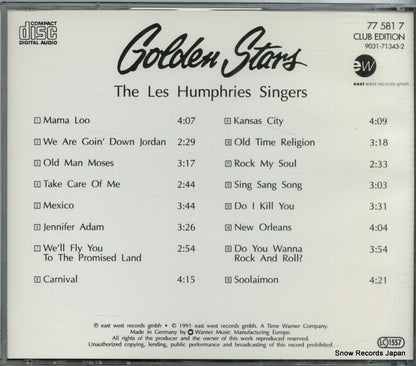 COMPACT
disc
DIGITAL AUDIO
Golden Stars
77 581 7
CLUB EDITION
9031-71343-2
ew
east west records gmbh
The Les Humphries Singers
1 Mama Loo 4:07
2 We Are Goin' Down Jordan 2:29
3 Old Man Moses 3:17
4 Take Care Of Me 2:44
5 Mexico 3:44
6 Jennifer Adam 3:26
7 We'll Fly You
To The Promised Land 2:54
8 Carnival 4:15
9 Kansas City 4:09
10 Old Time Religion 3:18
11 Rock My Soul 2:33
12 Sing Sang Song 3:03
13 Do I Kill You 3:31
14 New Orleans 4:04
15 Do You Wanna
Rock And Roll? 3:54
16 Soolaimon 4:21
℗ east west records gmbh • © 1991 east west records gmbh. A Time Warner Company.
Made in Germany by Warner Music Manufacturing Europe.
All rights of the producer and the owner of this work reproduced reserved.
Unauthorized copying, lending, public performance and broadcasting of this record prohibited.
LC 1557
Snow Records Japan